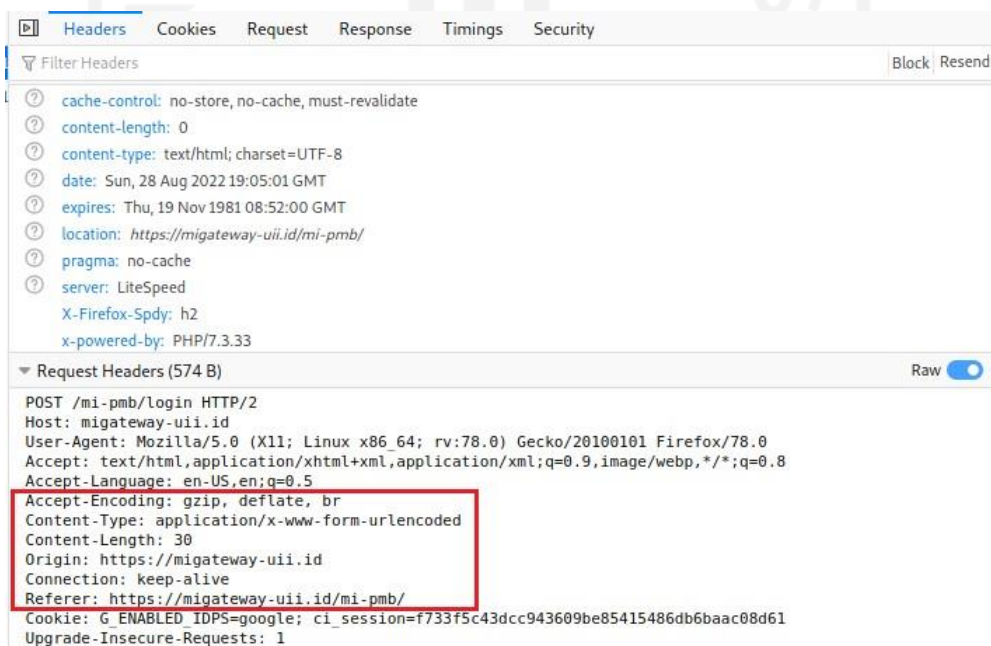 Headers Cookies Request Response Timings Security
Filter Headers Block Resend
cache-control: no-store, no-cache, must-revalidate
content-length: 0
content-type: text/html; charset=UTF-8
date: Sun, 28 Aug 2022 19:05:01 GMT
expires: Thu, 19 Nov 1981 08:52:00 GMT
location: https://migateway-uii.id/mi-pmb/
pragma: no-cache
server: LiteSpeed
X-Firefox-Spdy: h2
x-powered-by: PHP/7.3.33
Request Headers (574 B) Raw
POST /mi-pmb/login HTTP/2
Host: migateway-uii.id
User-Agent: Mozilla/5.0 (X11; Linux x86_64; rv:78.0) Gecko/20100101 Firefox/78.0
Accept: text/html,application/xhtml+xml,application/xml;q=0.9,image/webp,*/*;q=0.8
Accept-Language: en-US,en;q=0.5
Accept-Encoding: gzip, deflate, br
Content-Type: application/x-www-form-urlencoded
Content-Length: 30
Origin: https://migateway-uii.id
Connection: keep-alive
Referer: https://migateway-uii.id/mi-pmb/
Cookie: G_ENABLED_IDPS=google; ci_session=f733f5c43dcc943609be85415486db6baac08d61
Upgrade-Insecure-Requests: 1